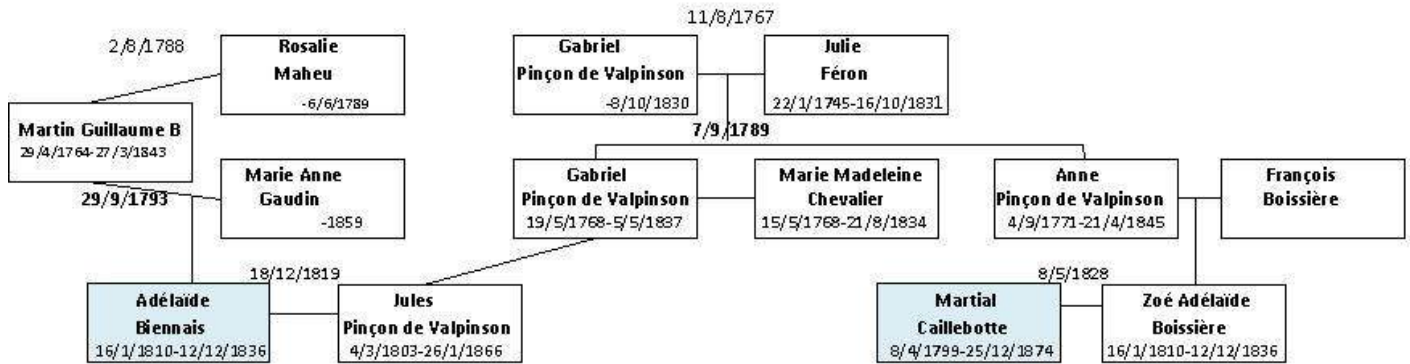 11/8/1767
2/8/1788
Rosalie
Maheu
-6/6/1789
Gabriel
Pinçon de Valpinson
-8/10/1830
Julie
Féron
22/1/1745-16/10/1831
Martin Guillaume B
29/4/1764-27/3/1843
7/9/1789
29/9/1793
Marie Anne
Gaudin
-1859
Gabriel
Pinçon de Valpinson
19/5/1768-5/5/1837
Marie Madeleine
Chevalier
15/5/1768-21/8/1834
Anne
Pinçon de Valpinson
4/9/1771-21/4/1845
François
Boissière
18/12/1819
8/5/1828
Adélaïde
Biennais
16/1/1810-12/12/1836
Jules
Pinçon de Valpinson
4/3/1803-26/1/1866
Martial
Caillebotte
8/4/1799-25/12/1874
Zoé Adélaïde
Boissière
16/1/1810-12/12/1836